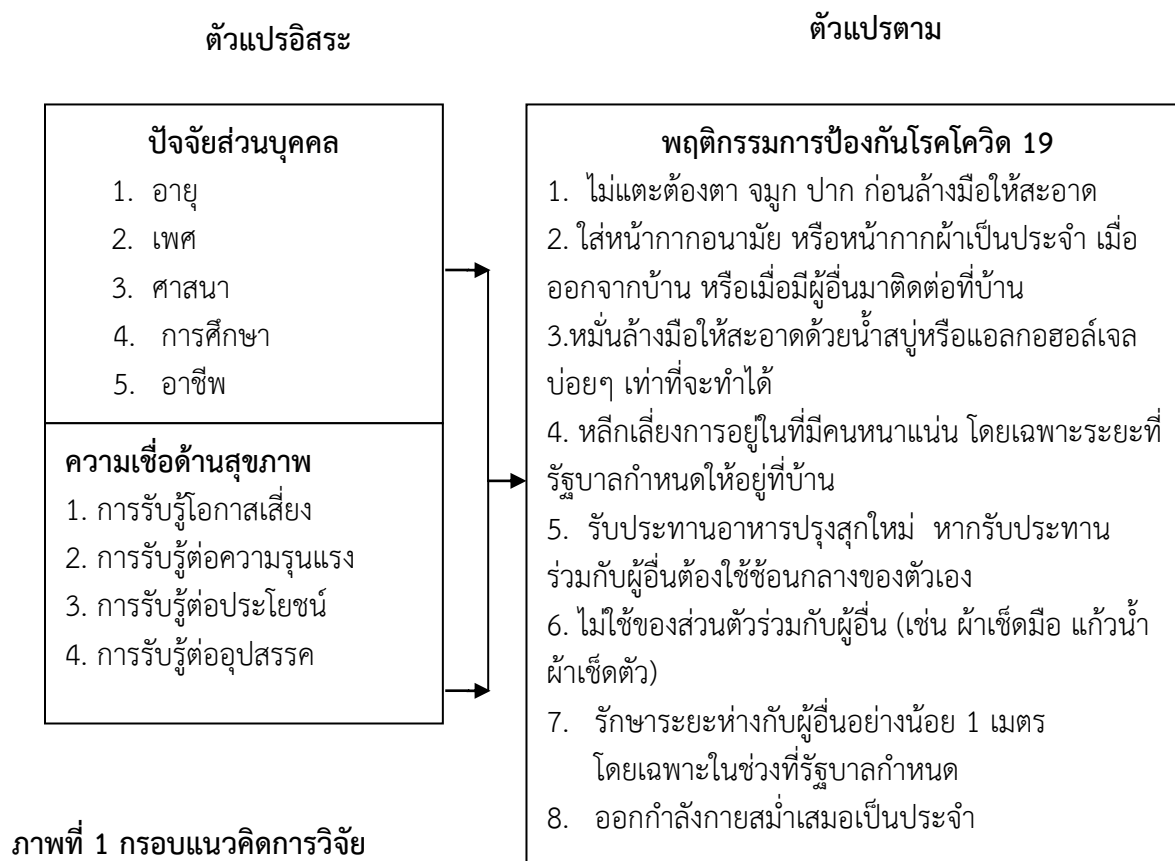 ตัวแปรอิสระ
ตัวแปรตาม
ปัจจัยส่วนบุคคล
1. อายุ
2. เพศ
3. ศาสนา
4. การศึกษา
5. อาชีพ
ความเชื่อด้านสุขภาพ
1. การรับรู้โอกาสเสี่ยง
2. การรับรู้ต่อความรุนแรง
3. การรับรู้ต่อประโยชน์
4. การรับรู้ต่ออุปสรรค
พฤติกรรมการป้องกันโรคโควิด 19
1. ไม่แตะต้องตา จมูก ปาก ก่อนล้างมือให้สะอาด
2. ใส่หน้ากากอนามัย หรือหน้ากากผ้าเป็นประจำ เมื่อ
ออกจากบ้าน หรือเมื่อมีผู้อื่นมาติดต่อที่บ้าน
3.หมั่นล้างมือให้สะอาดด้วยน้ำสบู่หรือแอลกอฮอล์เจล
บ่อยๆ เท่าที่จะทำได้
4. หลีกเลี่ยงการอยู่ในที่มีคนหนาแน่น โดยเฉพาะระยะที่
รัฐบาลกำหนดให้อยู่ที่บ้าน
5. รับประทานอาหารปรุงสุกใหม่ หากรับประทาน
ร่วมกับผู้อื่นต้องใช้ช้อนกลางของตัวเอง
6. ไม่ใช้ของส่วนตัวร่วมกับผู้อื่น (เช่น ผ้าเช็ดมือ แก้วน้ำ
ผ้าเช็ดตัว)
7. รักษาระยะห่างกับผู้อื่นอย่างน้อย 1 เมตร
โดยเฉพาะในช่วงที่รัฐบาลกำหนด
8. ออกกำลังกายสม่ำเสมอเป็นประจำ
ภาพที่ 1 กรอบแนวคิดการวิจัย